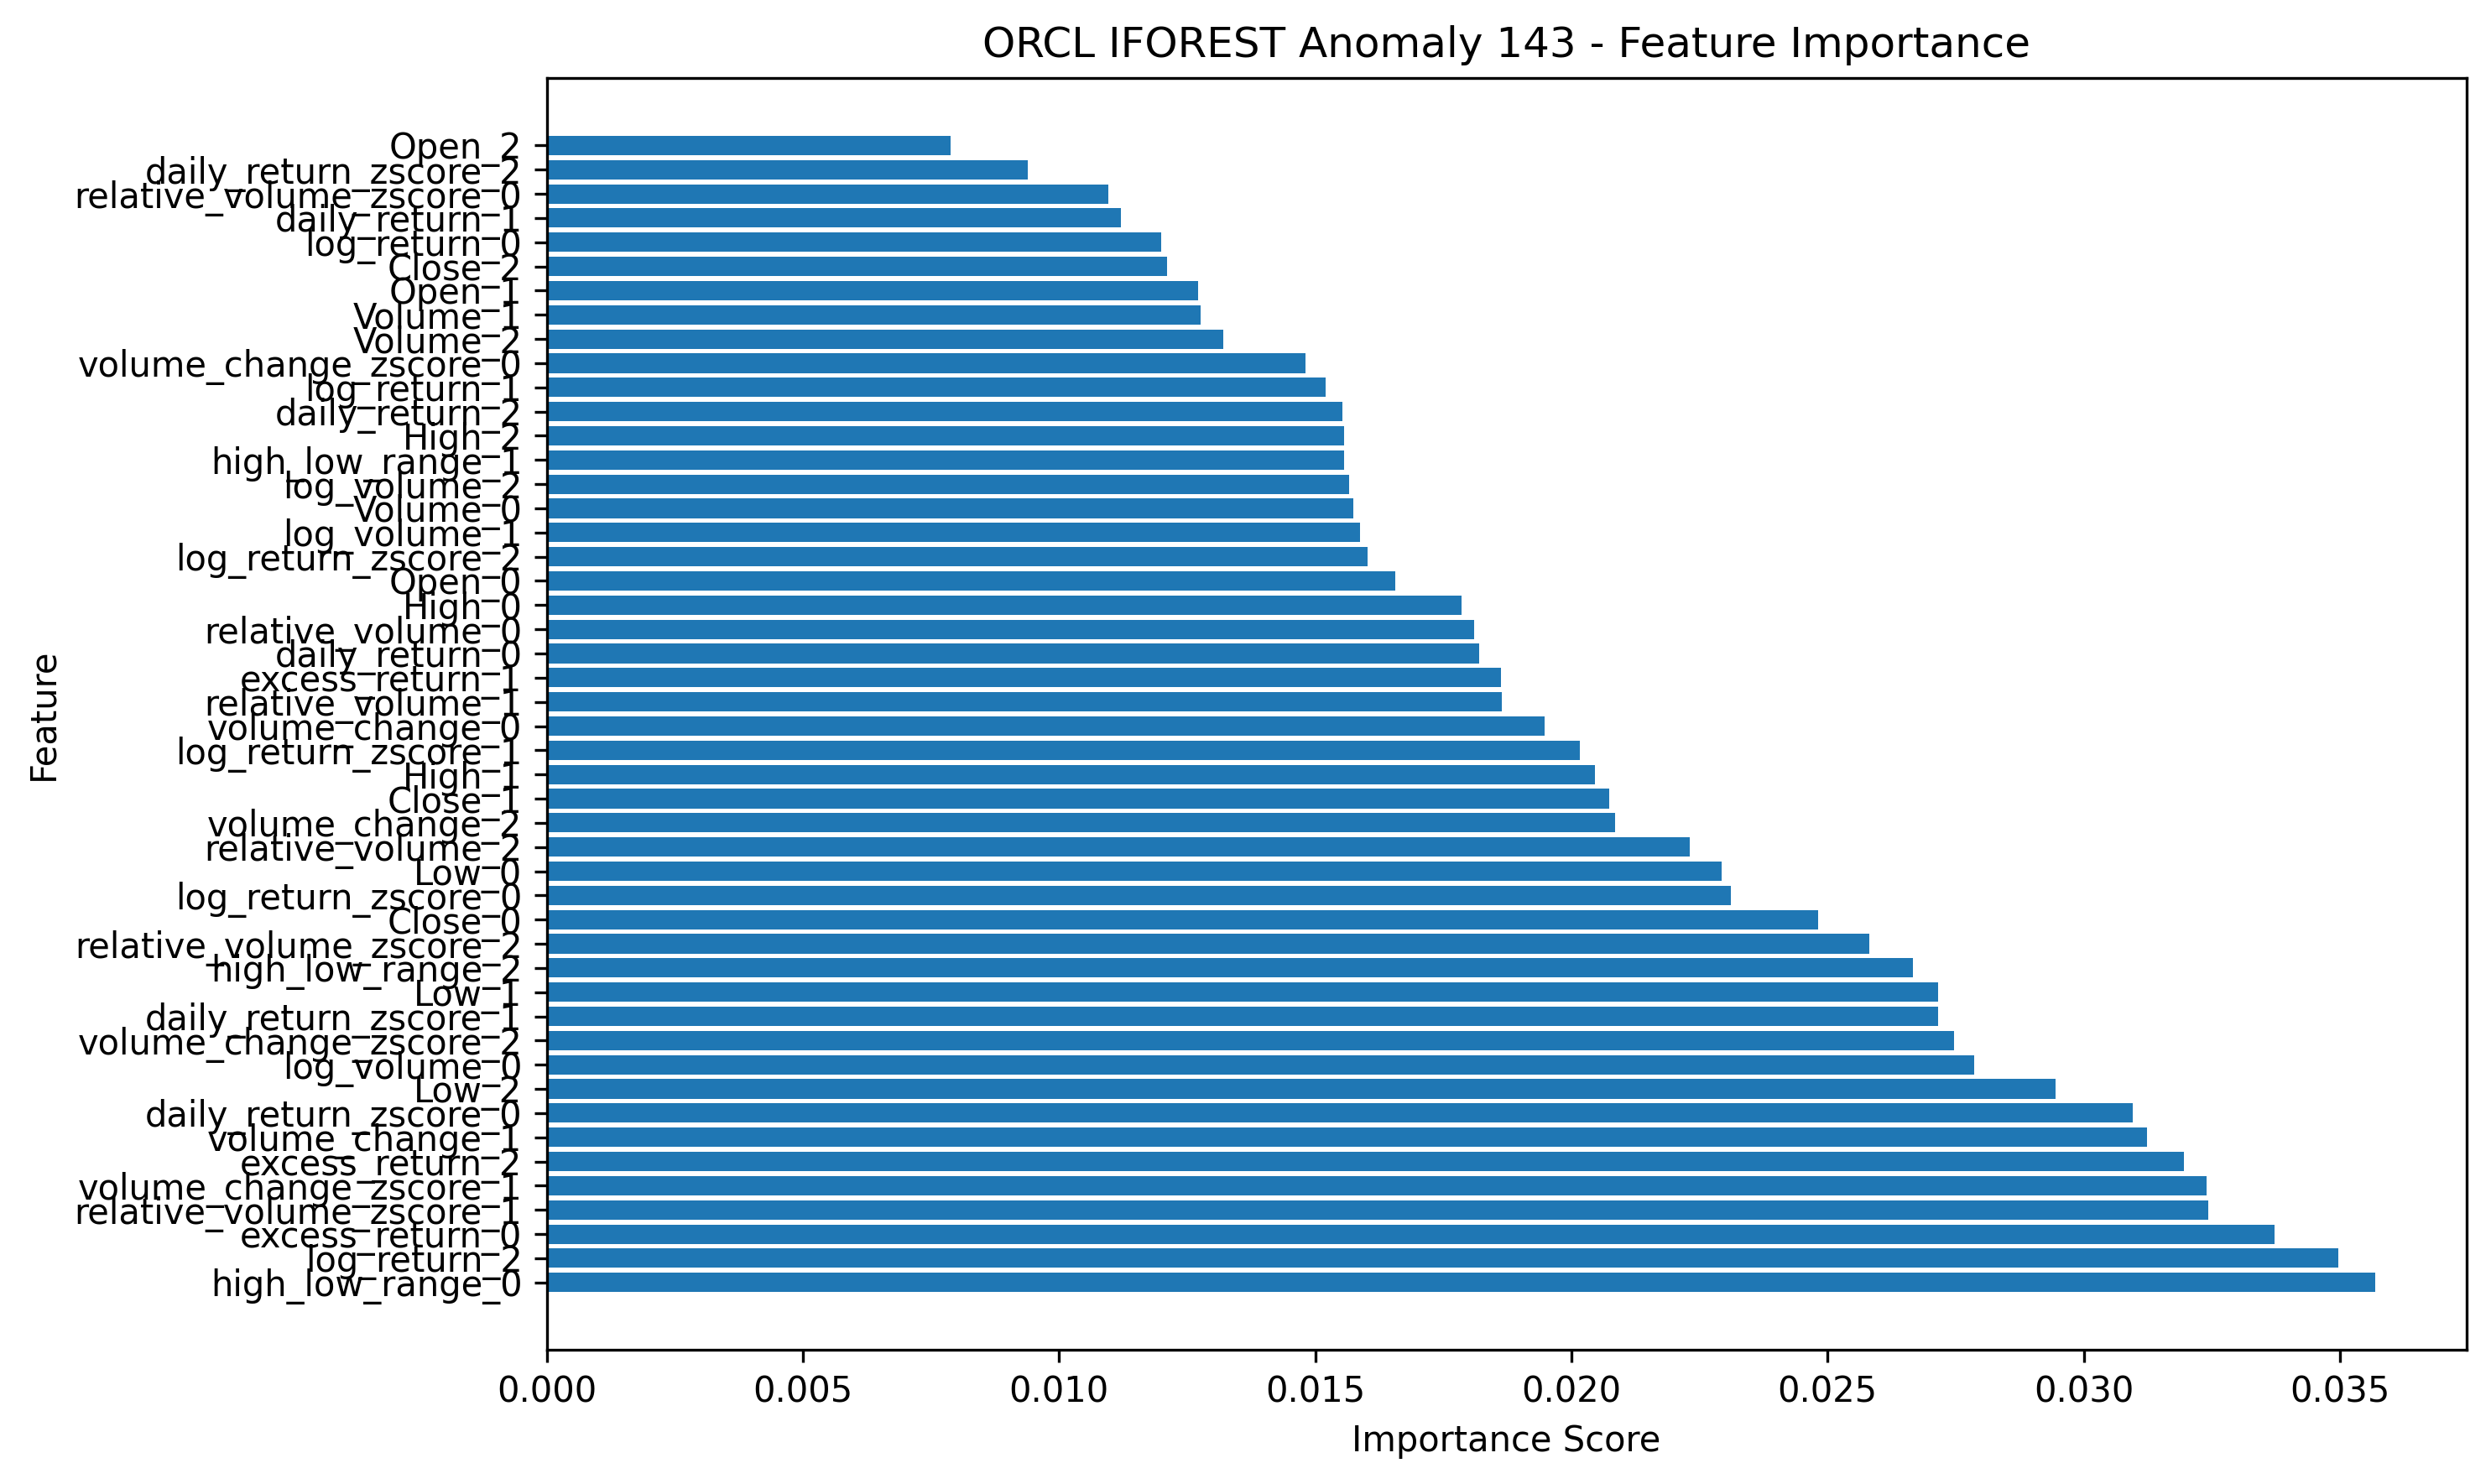 ORCL IFOREST Anomaly 143 - Feature Importance
Open_2
daily_return_zscore_2
relative_volume_zscore_0
daily_return_1
log_return_0
Close_2
Open_1
Volume_1
Volume_2
volume_change_zscore_0
log_return_1
daily_return_2
High_2
high_low_range_1
log_volume_2
Volume_0
log_volume_1
log_return_zscore_2
Open_0
High_0
relative_volume_0
daily_return_0
excess_return_1
relative_volume_1
volume_change_0
log_return_zscore_1
High_1
Close_1
volume_change_2
relative_volume_2
Low_0
log_return_zscore_0
Close_0
relative_volume_zscore_2
high_low_range_2
Low_1
daily_return_zscore_1
volume_change_zscore_2
log_volume_0
Low_2
daily_return_zscore_0
volume_change_1
excess_return_2
volume_change_zscore_1
relative_volume_zscore_1
excess_return_0
log_return_2
high_low_range_0
Feature
0.000 0.005 0.010 0.015 0.020 0.025 0.030 0.035
Importance Score